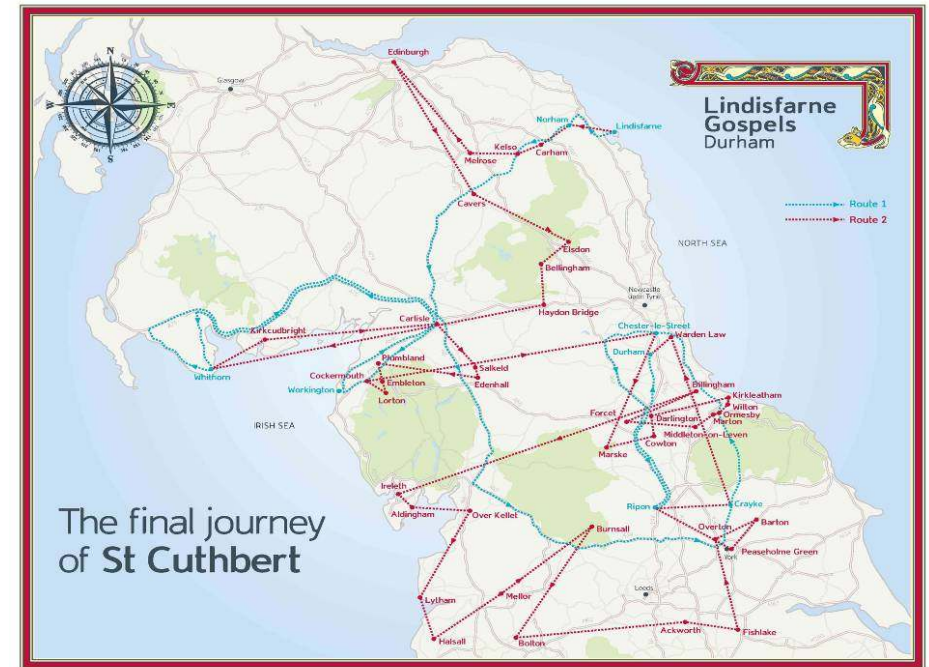 N
W
E
S
Edinburgh
Glasgow
Lindisfarne
Gospels
Durham
Norham
Lindisfarne
Kelso
Carham
Melrose
Cavers
Route 1
Route 2
Elsdon
NORTH SEA
Bellingham
Newcastle
upon Tyne
Haydon Bridge
Carlisle
Kirkcudbright
Chester-le-Street
Warden Law
Durham
Plumbland
Salkeld
Whithorn
Cockermouth
Embleton
Edenhall
Workington
Lorton
Billingham
Kirkleatham
Wilton
Forcet
Darlington
Ormesby
Marton
Middleton-on-Leven
Cowton
Marske
IRISH SEA
Ireleth
Aldingham
Over Kellet
Ripon
Crayke
The final journey
of St Cuthbert
Burnsall
Overton
Barton
Peaseholme Green
York
Lytham
Mellor
Leeds
Halsall
Bolton
Ackworth
Fishlake